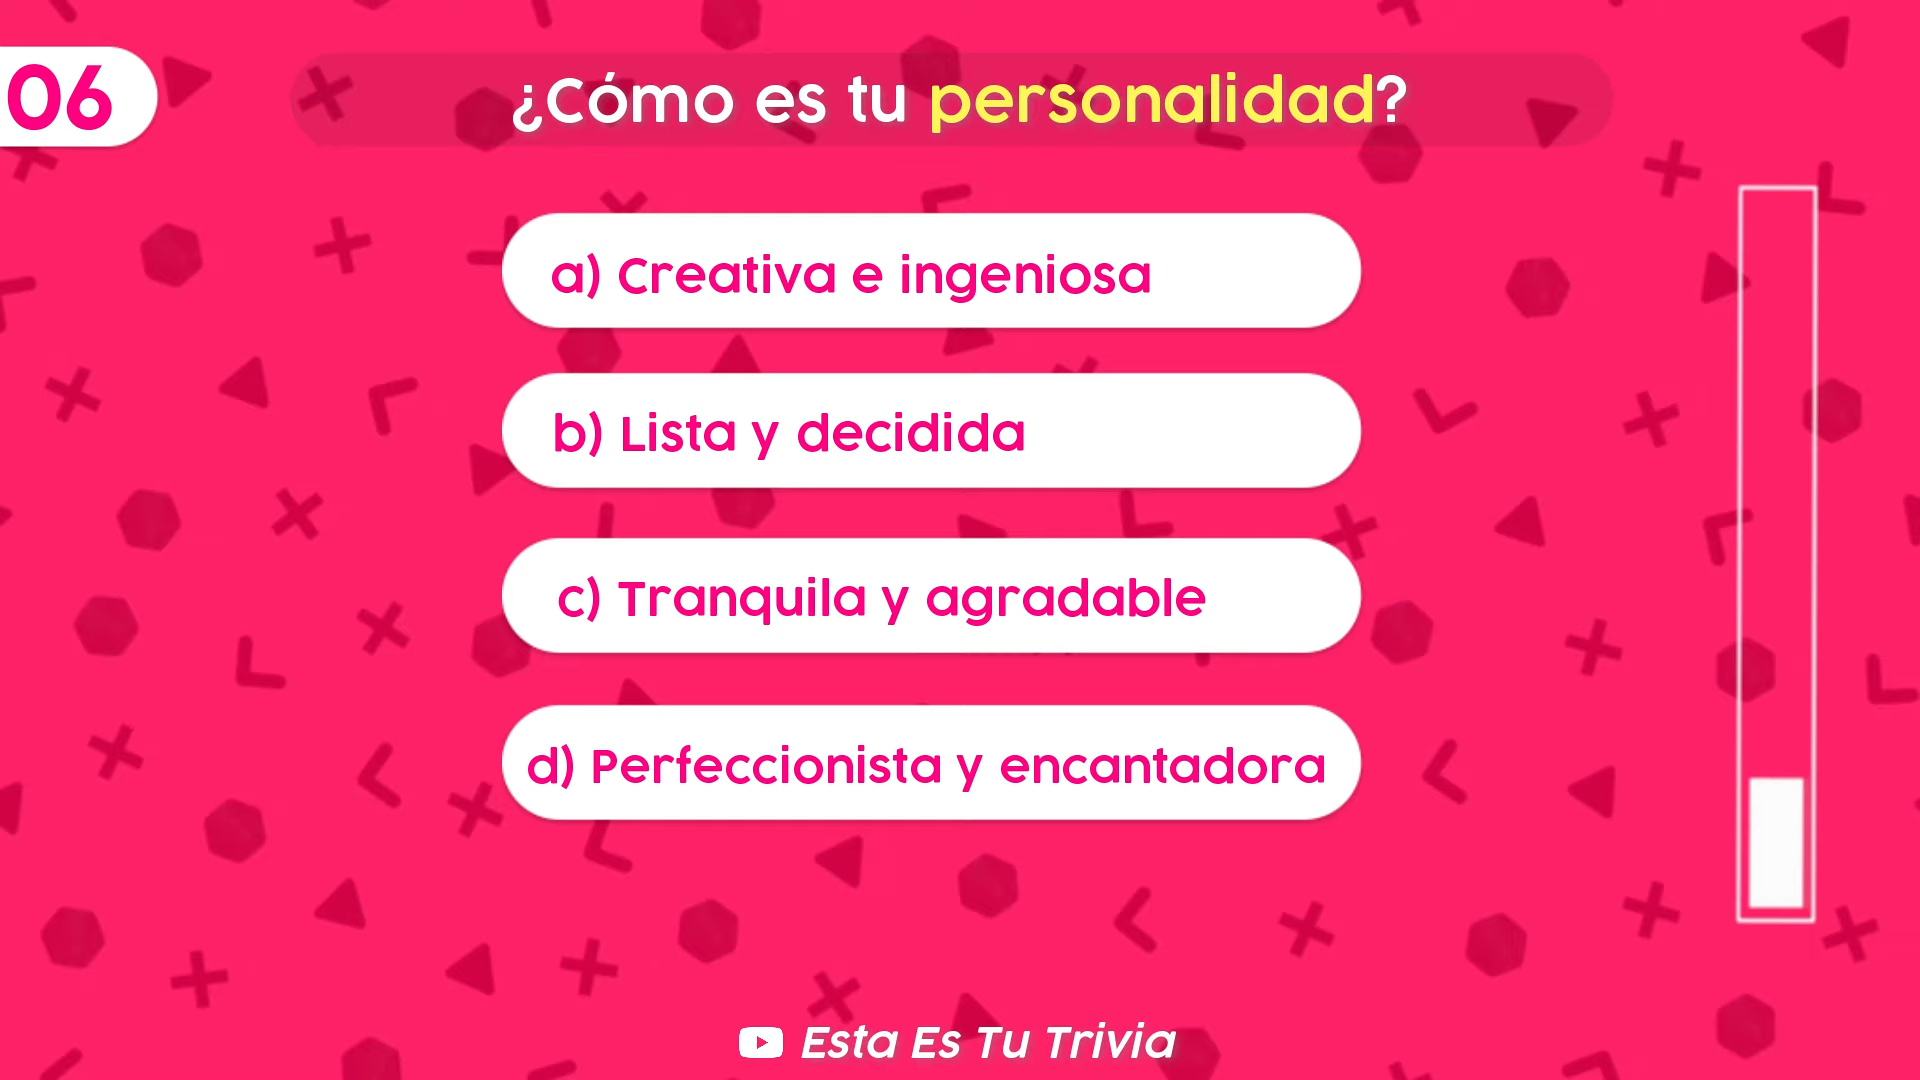 06
¿Cómo es tu personalidad?
a) Creativa e ingeniosa
b) Lista y decidida
c) Tranquila y agradable
d) Perfeccionista y encantadora
Esta Es Tu Trivia